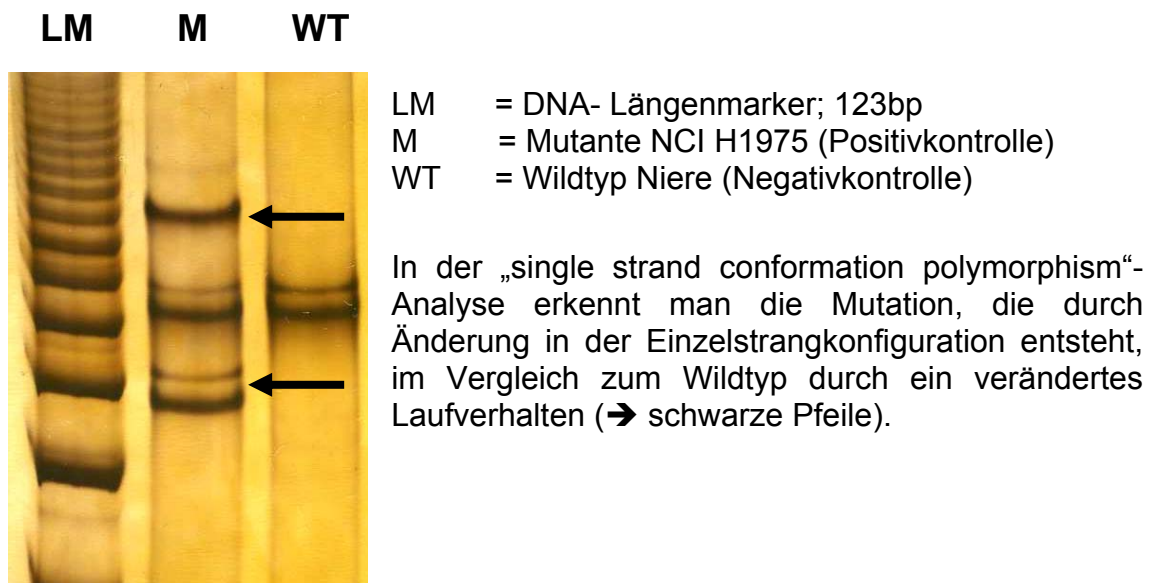 LM M WT
LM = DNA- Längenmarker; 123bp
M = Mutante NCI H1975 (Positivkontrolle)
WT = Wildtyp Niere (Negativkontrolle)
In der „single strand conformation polymorphism“-
Analyse erkennt man die Mutation, die durch
Änderung in der Einzelstrangkonfiguration entsteht,
im Vergleich zum Wildtyp durch ein verändertes
Laufverhalten (➔ schwarze Pfeile).